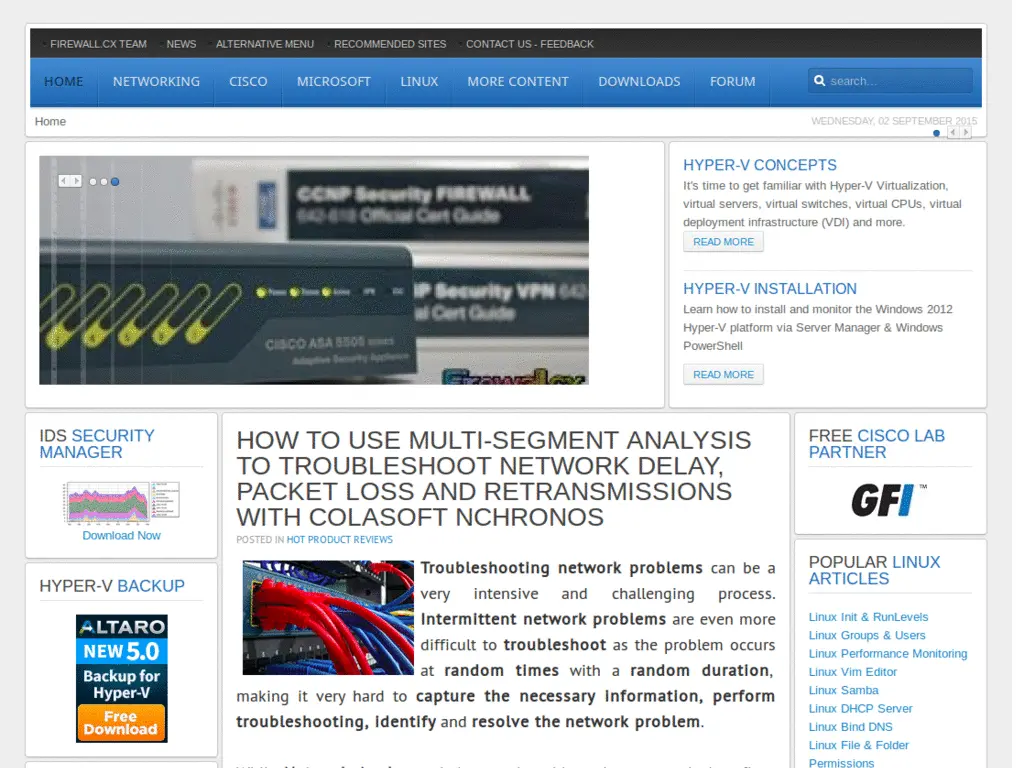 FIREWALL.CX TEAM NEWS ALTERNATIVE MENU RECOMMENDED SITES CONTACT US - FEEDBACK
HOME NETWORKING CISCO MICROSOFT LINUX MORE CONTENT DOWNLOADS FORUM search...
Home WEDNESDAY, 02 SEPTEMBER 2015
CCNP Security FIREWALL
642-618 Official Cert Guide
IP Security VPN 642-
al Cert Guide
CISCO ASA 5505 series
Adaptive Security Appliance
HYPER-V CONCEPTS
It's time to get familiar with Hyper-V Virtualization,
virtual servers, virtual switches, virtual CPUs, virtual
deployment infrastructure (VDI) and more.
READ MORE
HYPER-V INSTALLATION
Learn how to install and monitor the Windows 2012
Hyper-V platform via Server Manager & Windows
PowerShell
READ MORE
IDS SECURITY
MANAGER
Download Now
HYPER-V BACKUP
ALTARO
NEW 5.0
Backup for
Hyper-V
Free
Download
HOW TO USE MULTI-SEGMENT ANALYSIS
TO TROUBLESHOOT NETWORK DELAY,
PACKET LOSS AND RETRANSMISSIONS
WITH COLASOFT NCHRONOS
POSTED IN HOT PRODUCT REVIEWS
Troubleshooting network problems can be a
very intensive and challenging process.
Intermittent network problems are even more
difficult to troubleshoot as the problem occurs
at random times with a random duration,
making it very hard to capture the necessary information, perform
troubleshooting, identify and resolve the network problem.
FREE CISCO LAB
PARTNER
GFI™
POPULAR LINUX
ARTICLES
Linux Init & RunLevels
Linux Groups & Users
Linux Performance Monitoring
Linux Vim Editor
Linux Samba
Linux DHCP Server
Linux Bind DNS
Linux File & Folder
Permissions